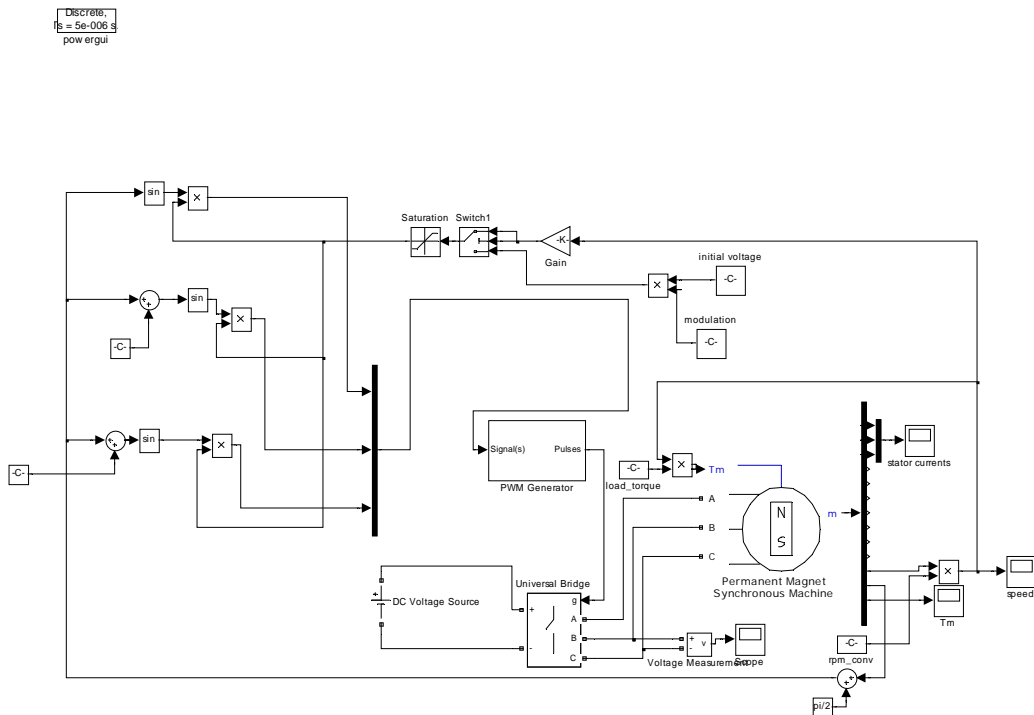 Discrete,
Ts = 5e-006 s.
powergui
sin
×
Saturation
Switch1
-K-
Gain
initial voltage
-C-
×
modulation
-C-
sin
×
-C-
sin
×
-C-
Signal(s)
Pulses
PWM Generator
-C-
load_torque
×
Tm
A
B
C
N
S
m
Permanent Magnet
Synchronous Machine
stator currents
×
speed
Tm
-C-
rpm_conv
pi/2
DC Voltage Source
+
Universal Bridge
+
-
g
A
B
C
+
-
v
Voltage Measurement
Scope